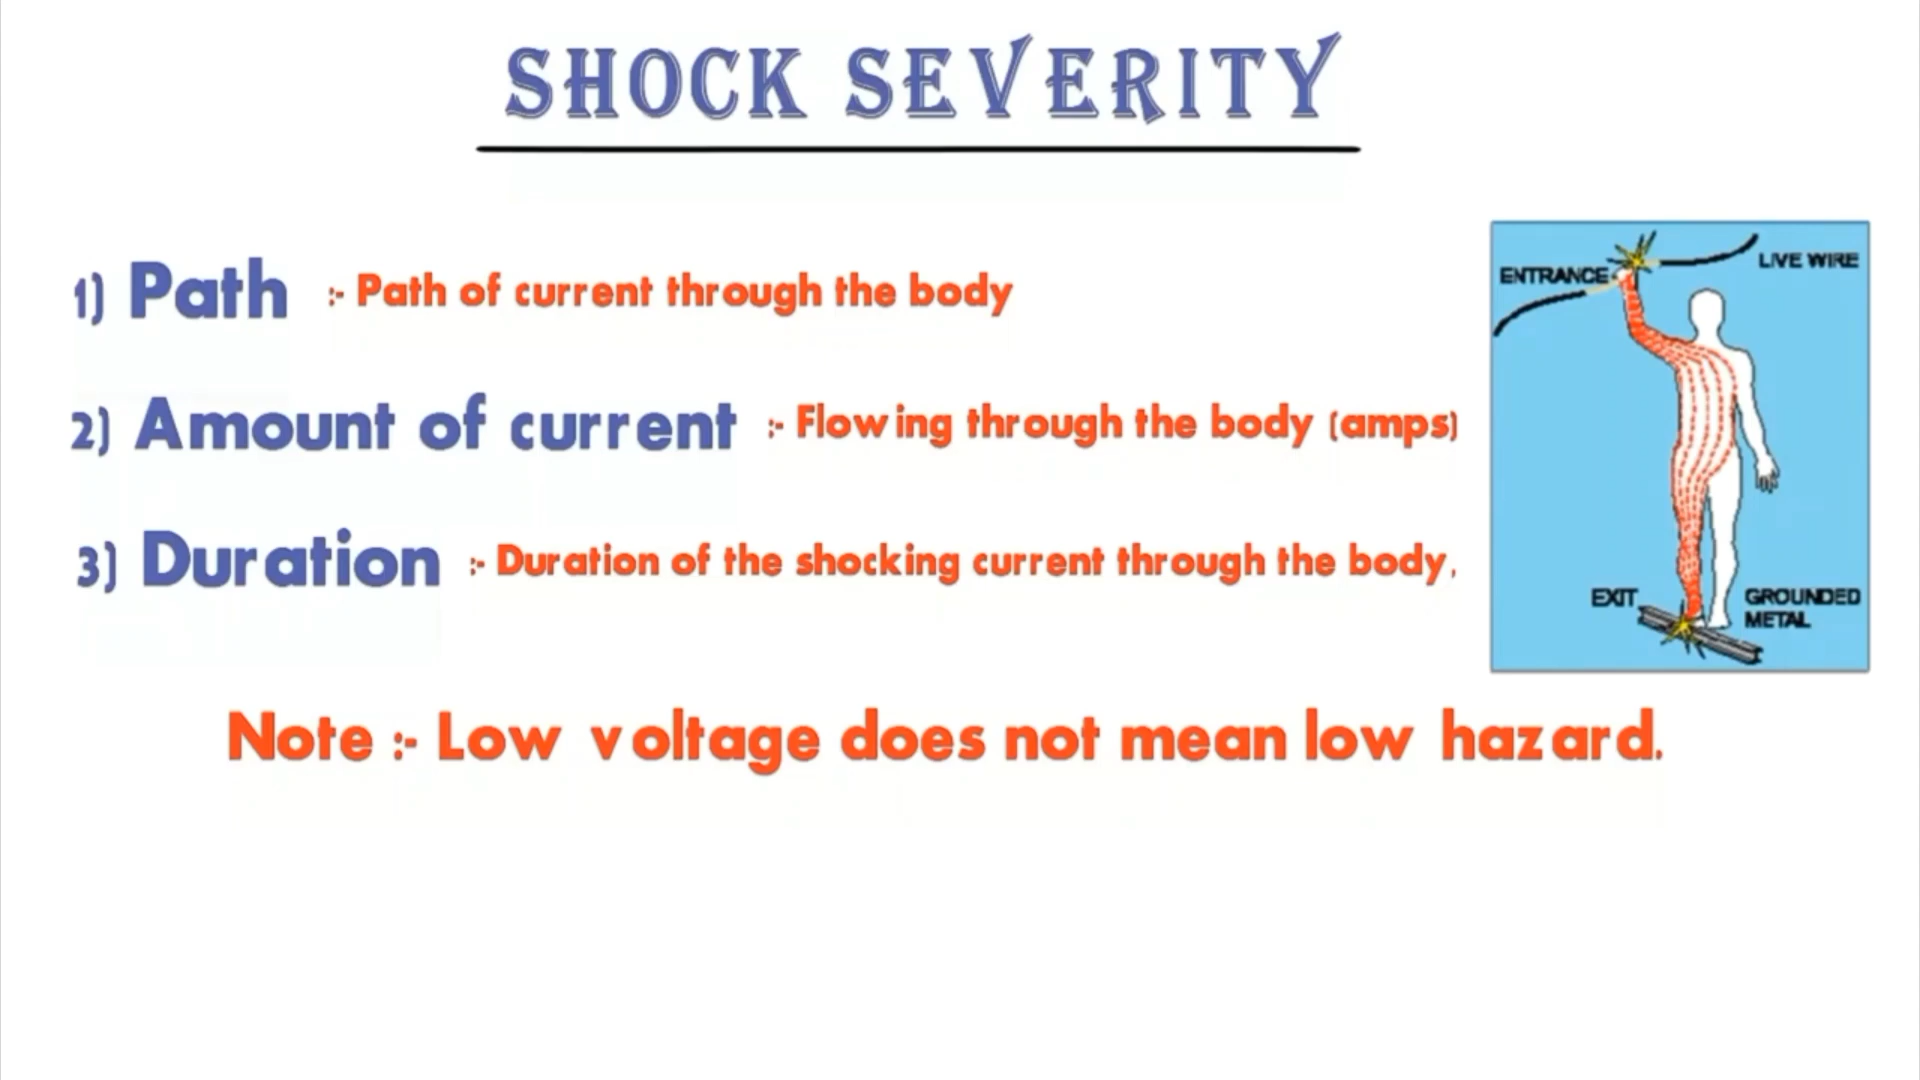 SHOCK SEVERITY
1) Path :- Path of current through the body
2) Amount of current :- Flowing through the body (amps)
3) Duration :- Duration of the shocking current through the body,
ENTRANCE
LIVE WIRE
EXIT
GROUNDED
METAL
Note :- Low voltage does not mean low hazard.